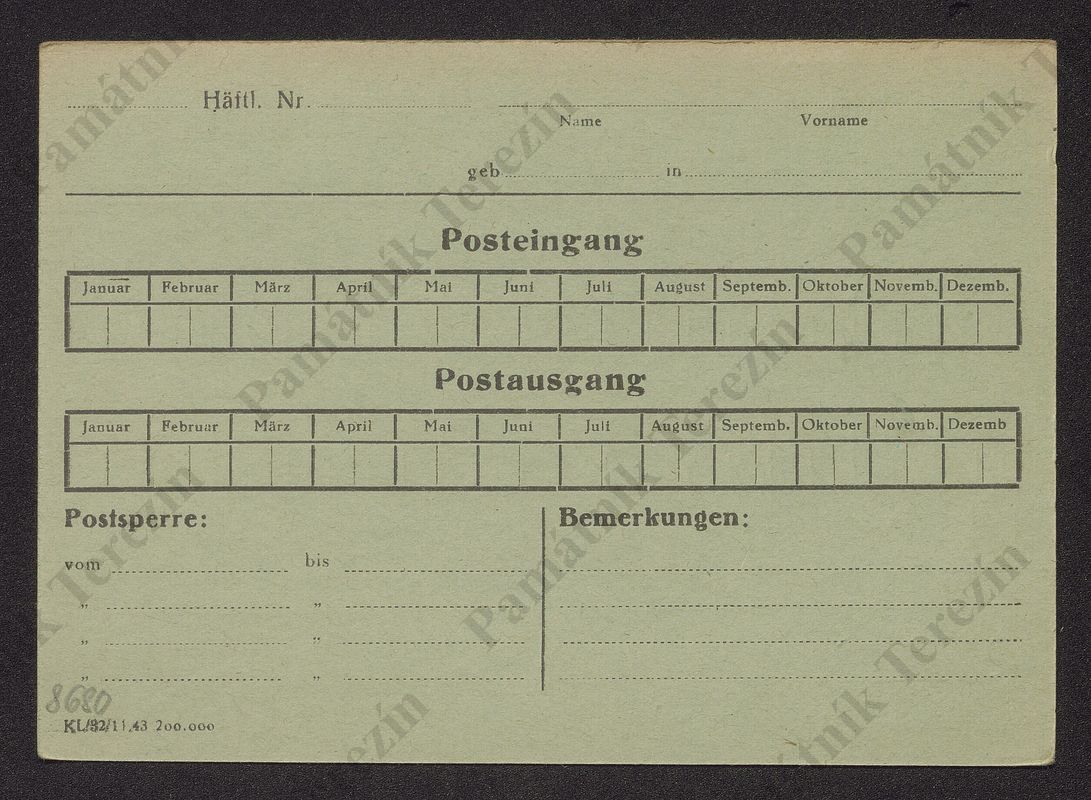 Häftl. Nr.
Name Vorname
geb. in
Posteingang
Januar Februar März April Mai Juni Juli August Septemb. Oktober Novemb. Dezemb.
Postausgang
Januar Februar März April Mai Juni Juli August Septemb. Oktober Novemb. Dezemb
Postsperre: Bemerkungen:
vom bis
„ „
„ „
„ „
8680
KL/32/11.43 200.000
Památník Terezín